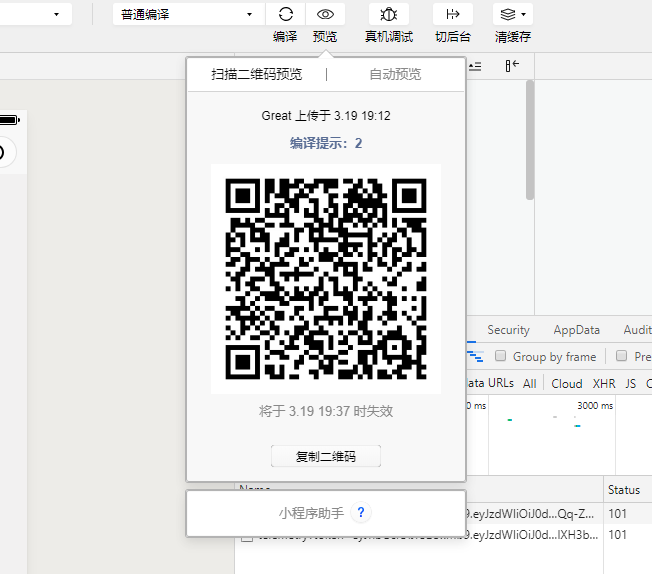 普通编译
编译 预览 真机调试 切后台 清缓存
扫描二维码预览 | 自动预览
Great 上传于 3.19 19:12
编译提示：2
将于 3.19 19:37 时失效
复制二维码
小程序助手 ?
Security AppData Audit
Group by frame Pre
ata URLs All Cloud XHR JS
0 ms 3000 ms
Name Status
9.eyJzdWIiOiJ0d...Qq-Z... 101
9.eyJzdWIiOiJ0d...IXH3b... 101